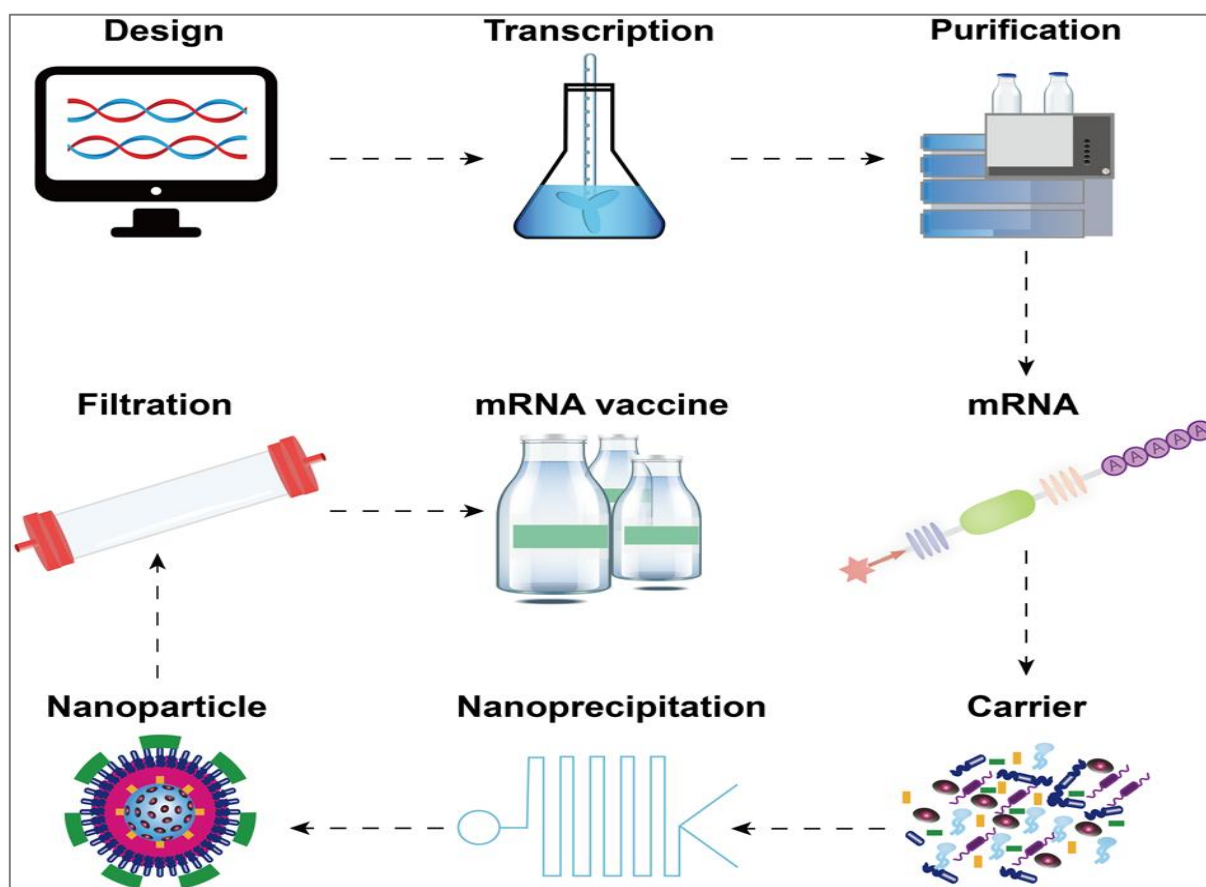 Design
Transcription
Purification
Filtration
mRNA vaccine
mRNA
A A A A A
Nanoparticle
Nanoprecipitation
Carrier